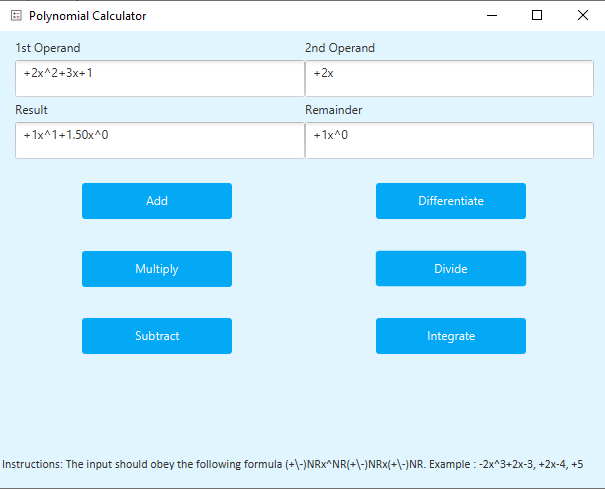 Polynomial Calculator
1st Operand 2nd Operand
+2x^2+3x+1 +2x
Result Remainder
+1x^1+1.50x^0 +1x^0
Add Differentiate
Multiply Divide
Subtract Integrate
Instructions: The input should obey the following formula (+\-)NRx^NR(+\-)NRx(+\-)NR. Example : -2x^3+2x-3, +2x-4, +5